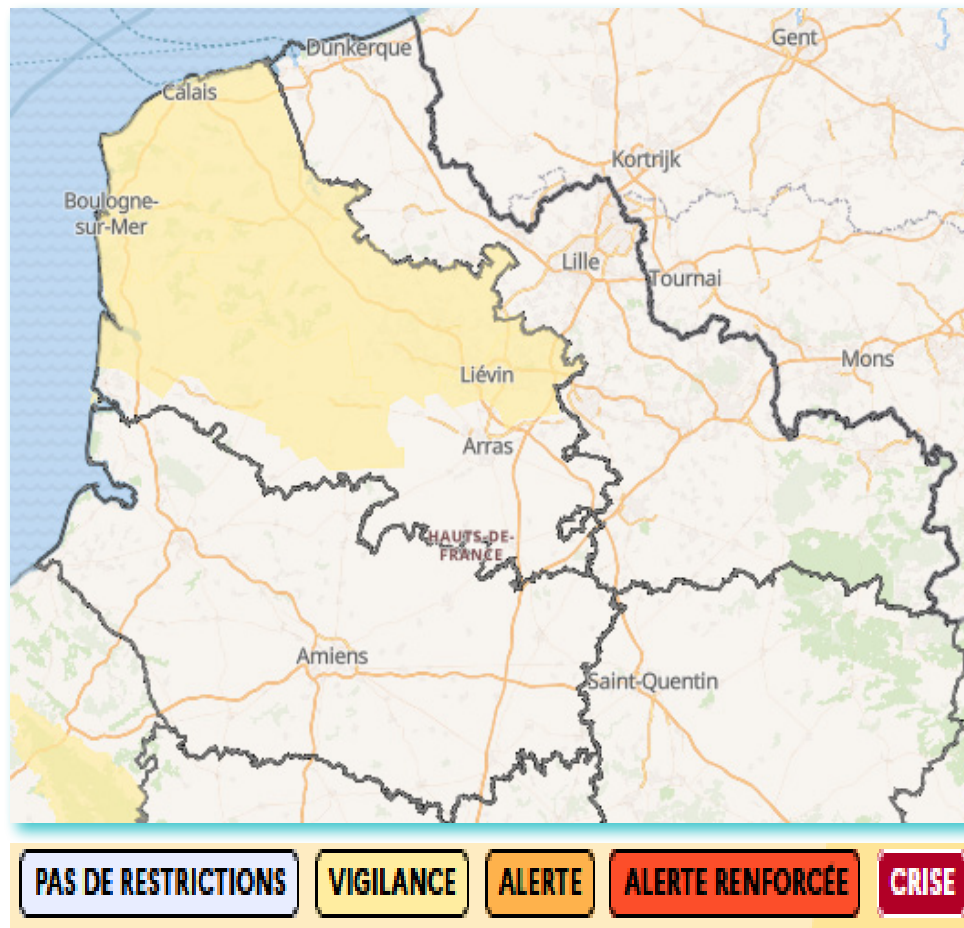 Dunkerque
Gent
Calais
Kortrijk
Boulogne-
sur-Mer
Lille
Tournai
Mons
Liévin
Arras
HAUTS-DE-
FRANCE
Amiens
Saint-Quentin
PAS DE RESTRICTIONS VIGILANCE ALERTE ALERTE RENFORCÉE CRISE